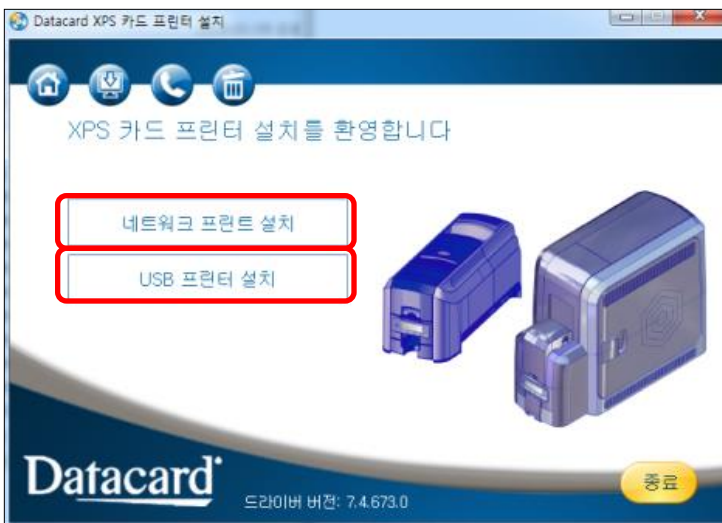 Datacard XPS 카드 프린터 설치
XPS 카드 프린터 설치를 환영합니다
네트워크 프린트 설치
USB 프린터 설치
Datacard®
드라이버 버전: 7.4.673.0
종료